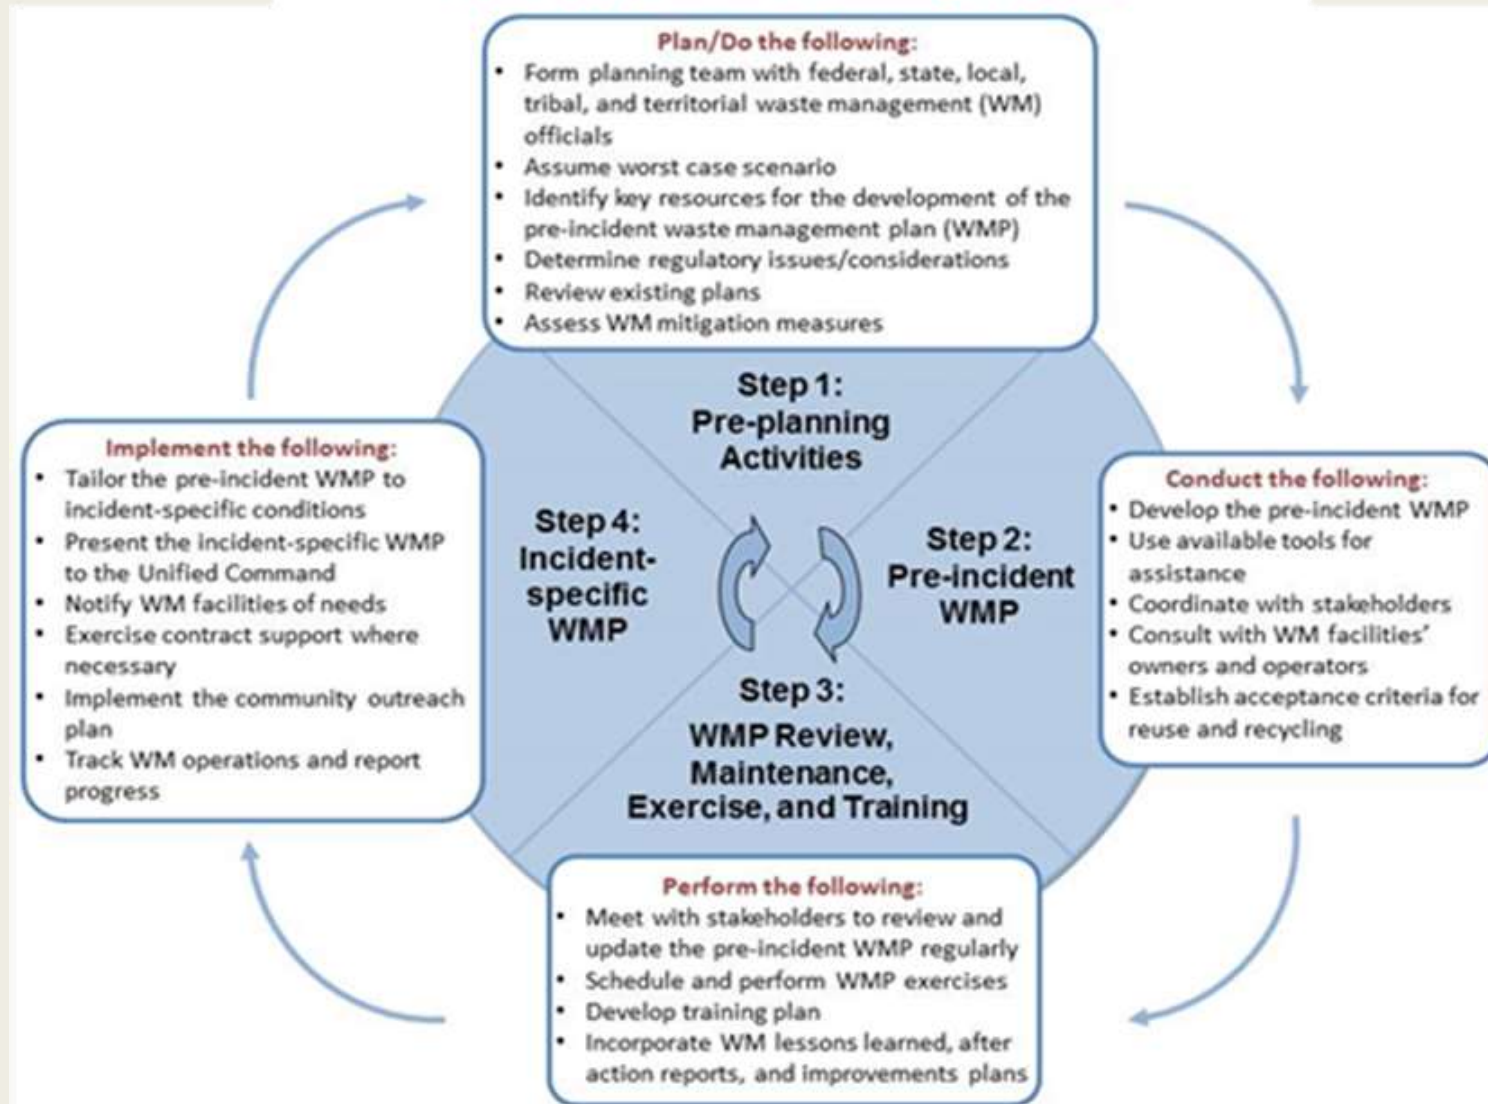 Plan/Do the following:
• Form planning team with federal, state, local,
tribal, and territorial waste management (WM)
officials
• Assume worst case scenario
• Identify key resources for the development of the
pre-incident waste management plan (WMP)
• Determine regulatory issues/considerations
• Review existing plans
• Assess WM mitigation measures
Step 1:
Pre-planning
Activities
Conduct the following:
• Develop the pre-incident WMP
• Use available tools for
assistance
• Coordinate with stakeholders
• Consult with WM facilities'
owners and operators
• Establish acceptance criteria for
reuse and recycling
Step 2:
Pre-incident
WMP
Step 3:
WMP Review,
Maintenance,
Exercise, and Training
Perform the following:
• Meet with stakeholders to review and
update the pre-incident WMP regularly
• Schedule and perform WMP exercises
• Develop training plan
• Incorporate WM lessons learned, after
action reports, and improvements plans
Step 4:
Incident-
specific
WMP
Implement the following:
• Tailor the pre-incident WMP to
incident-specific conditions
• Present the incident-specific WMP
to the Unified Command
• Notify WM facilities of needs
• Exercise contract support where
necessary
• Implement the community outreach
plan
• Track WM operations and report
progress